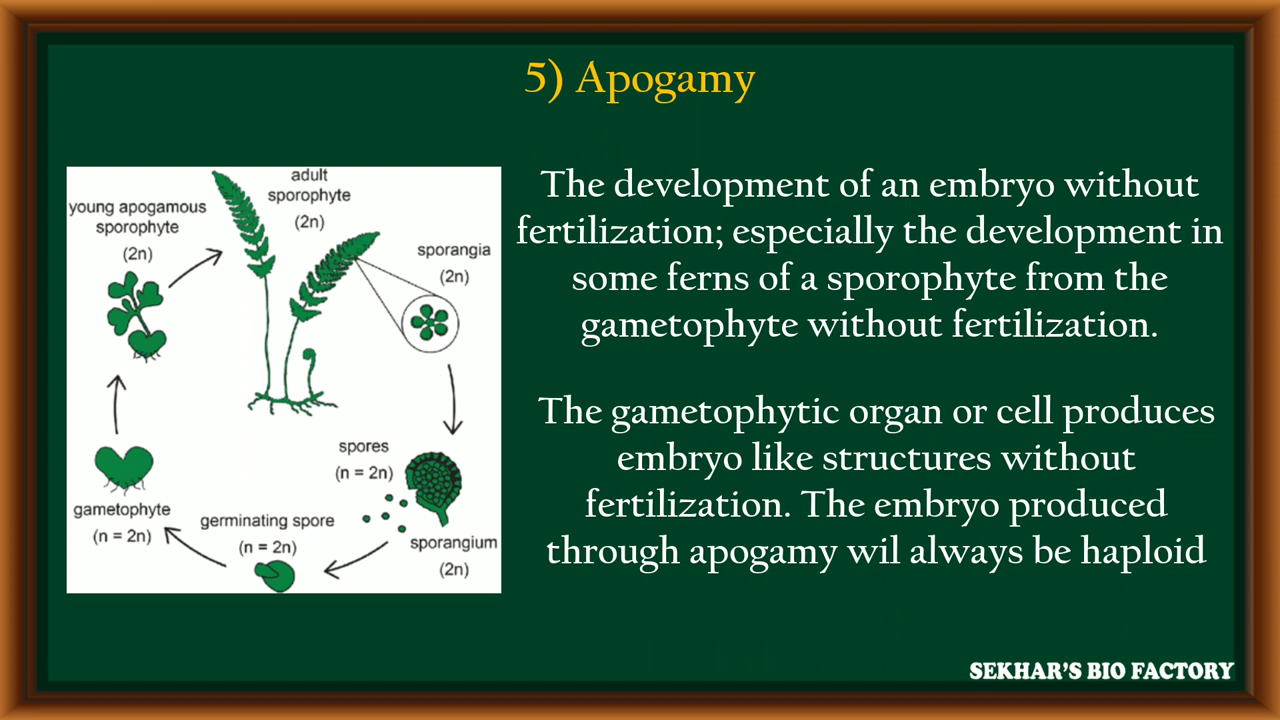 5) Apogamy
adult
sporophyte
(2n)
young apogamous
sporophyte
(2n)
sporangia
(2n)
spores
(n = 2n)
gametophyte
(n = 2n)
germinating spore
(n = 2n)
sporangium
(2n)
The development of an embryo without
fertilization; especially the development in
some ferns of a sporophyte from the
gametophyte without fertilization.
The gametophytic organ or cell produces
embryo like structures without
fertilization. The embryo produced
through apogamy wil always be haploid
SEKHAR'S BIO FACTORY